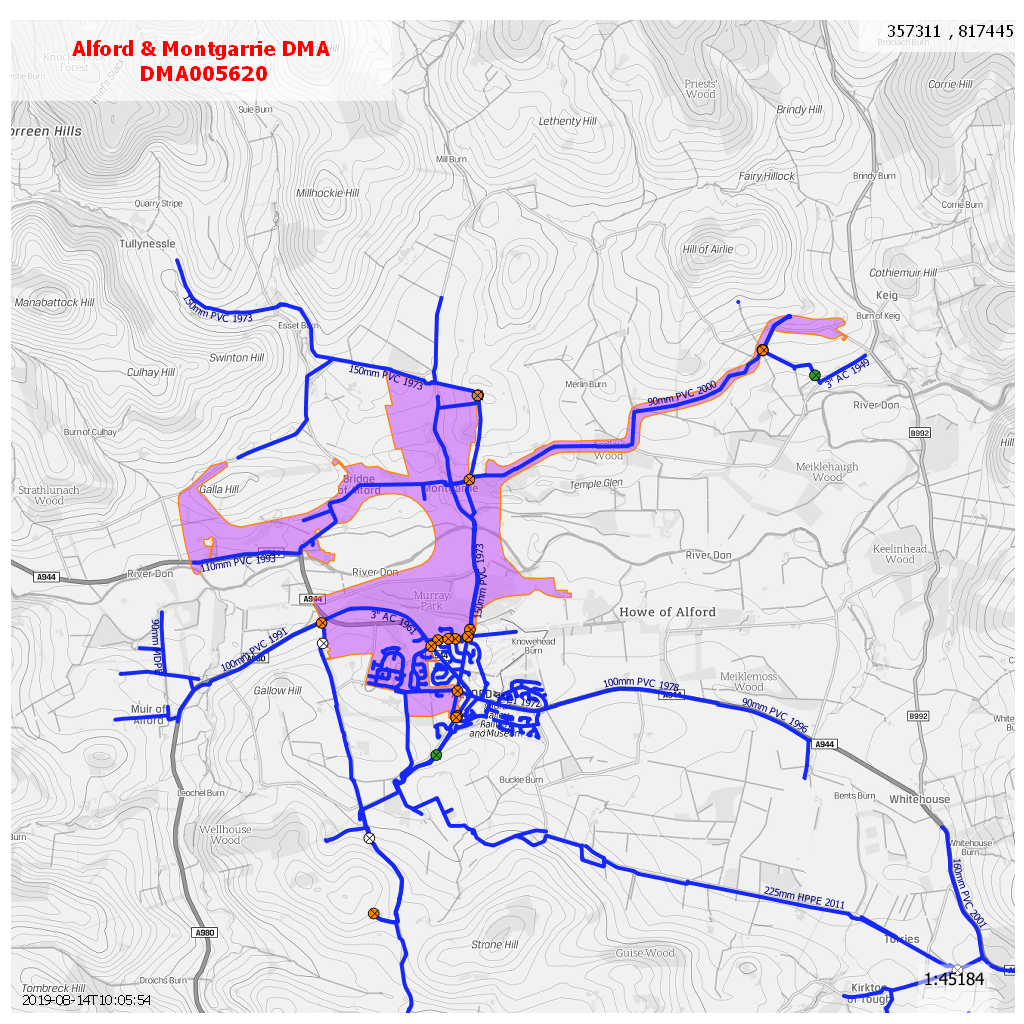 357311 , 817445
Alford & Montgarrie DMA
DMA005620
Suie Burn
orreen Hills
Priests'
Wood
Corrie Hill
Brindy Hill
Lethenty Hill
Mill Burn
Fairy Hillock
Brindy Burn
Millhockie Hill
Quarry Stripe
Corrie Burn
Tullynessle
Hill of Airlie
Cothiemuir Hill
Keig
Manabattock Hill
150mm PVC 1973
Burn of Keig
Esset Burn
Swinton Hill
Culhay Hill
150mm PVC 1973
Merlin Burn
3" AC 1949
90mm PVC 2000
River Don
Burn of Culhay
B992
Wood
Strathlunach
Wood
Galla Hill
Bridge
of Alford
Montgarrie
Temple Glen
Meiklehaugh
Wood
110mm PVC 1993
A944
River Don
River Don
River Don
150mm PVC 1973
Keelinhead
Wood
A944
Murray
Park
3" AC 1961
Howe of Alford
90mm MDPE
100mm PVC 1991
A980
Knowehead
Burn
Gallow Hill
Meiklemoss
Wood
100mm PVC 1978
A944
90mm PVC 1996
1972
and Museum
Muir of
Alford
B992
A944
Buckie Burn
Leochel Burn
Bents Burn
Whitehouse
Wellhouse
Wood
Whitehouse
Burn
160mm PVC 2001
225mm HPPE 2011
A980
Strone Hill
Guise Wood
Torries
Tombreck Hill
Droichs Burn
1:45184
Kirkton
of Tough
2019-08-14T10:05:54